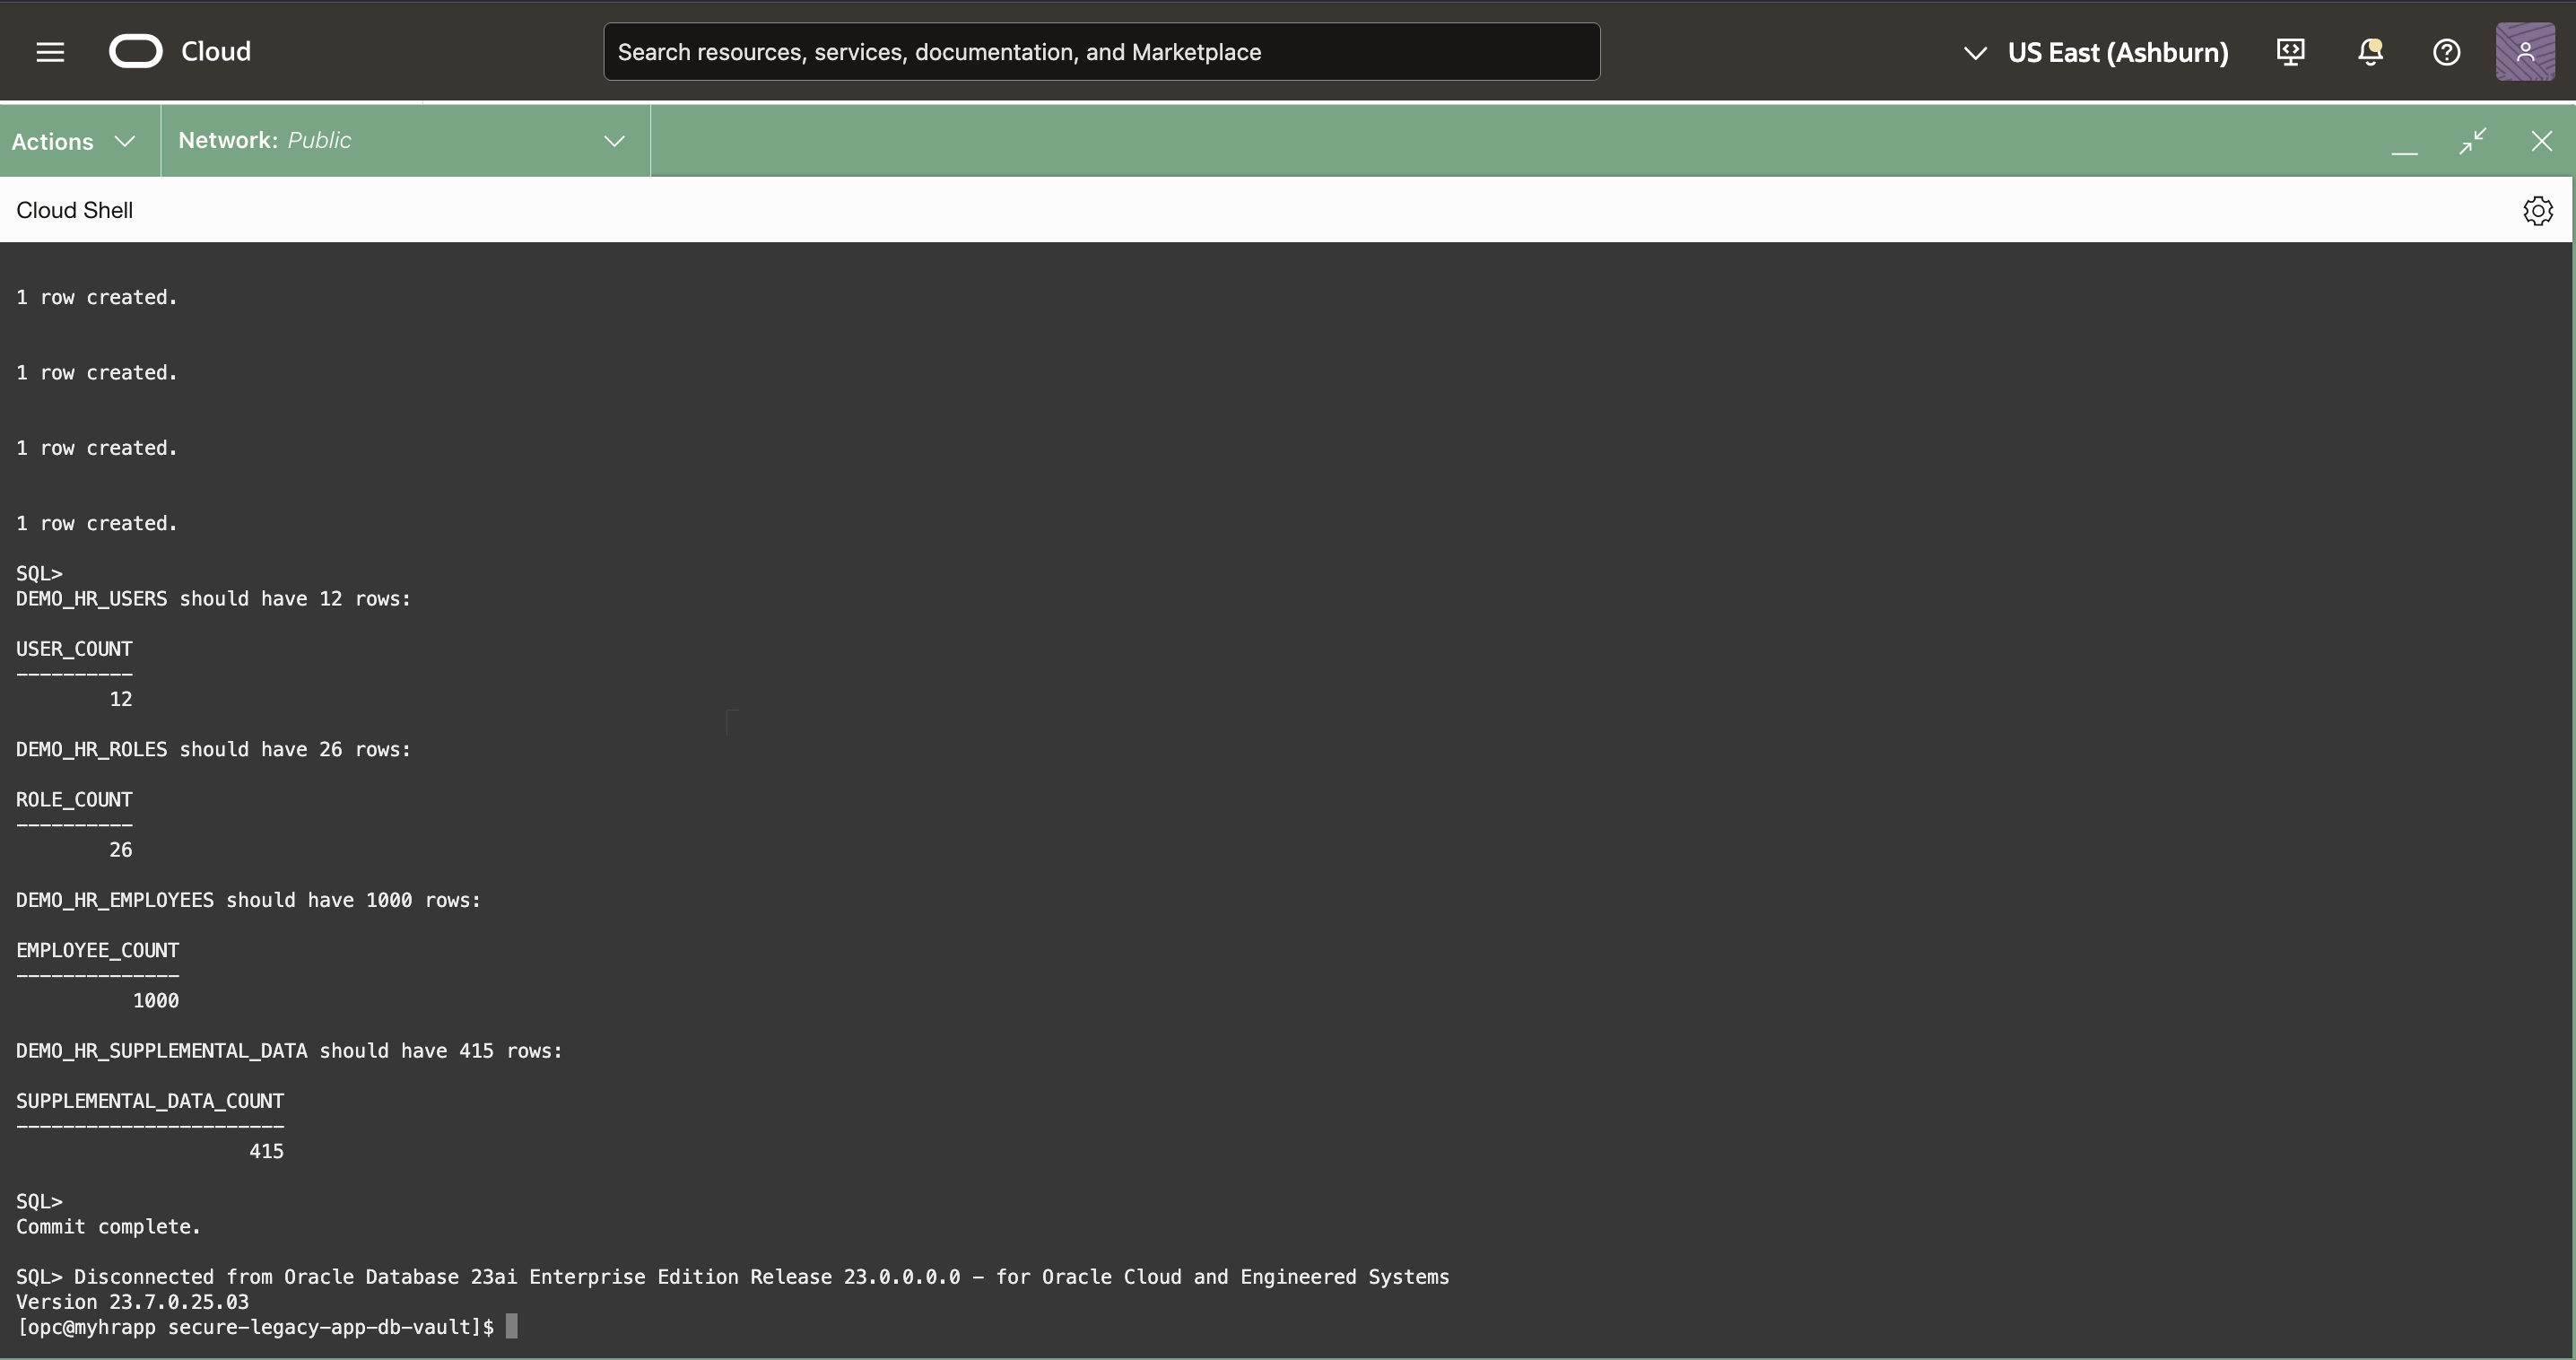 Cloud
Search resources, services, documentation, and Marketplace
US East (Ashburn)
Actions
Network: Public
Cloud Shell
1 row created.
1 row created.
1 row created.
1 row created.
SQL>
DEMO_HR_USERS should have 12 rows:
USER_COUNT
----------
12
DEMO_HR_ROLES should have 26 rows:
ROLE_COUNT
----------
26
DEMO_HR_EMPLOYEES should have 1000 rows:
EMPLOYEE_COUNT
--------------
1000
DEMO_HR_SUPPLEMENTAL_DATA should have 415 rows:
SUPPLEMENTAL_DATA_COUNT
-----------------------
415
SQL>
Commit complete.
SQL> Disconnected from Oracle Database 23ai Enterprise Edition Release 23.0.0.0.0 - for Oracle Cloud and Engineered Systems
Version 23.7.0.25.03
[opc@myhrapp secure-legacy-app-db-vault]$